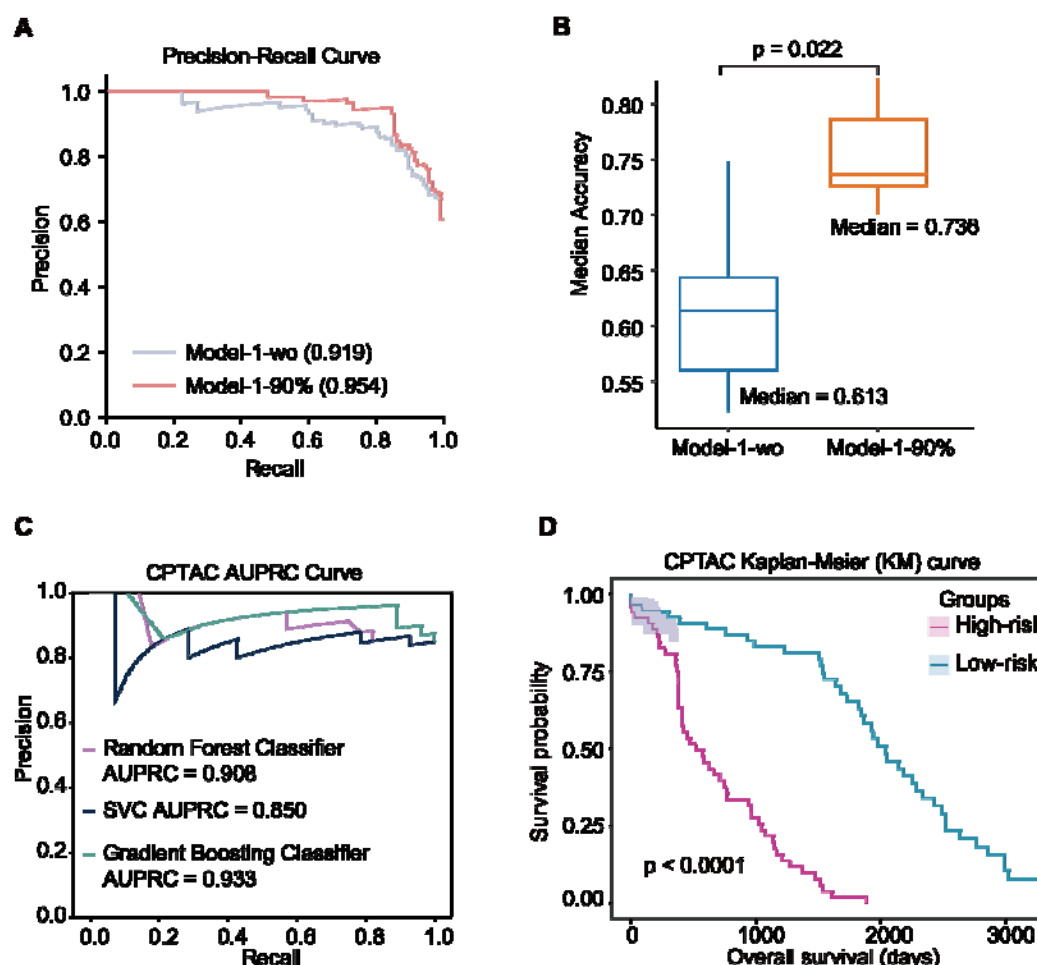 A
Precision-Recall Curve
Precision
1.0
0.8
0.6
0.4
0.2
0.0
Model-1-wo (0.919)
Model-1-90% (0.954)
0.0 0.2 0.4 0.6 0.8 1.0
Recall
B
p = 0.022
Median Accuracy
0.80
0.75
0.70
0.65
0.60
0.55
Median = 0.738
Median = 0.613
Model-1-wo Model-1-90%
C
CPTAC AUPRC Curve
Precision
1.0
0.8
0.6
0.4
0.2
0.0
Random Forest Classifier
AUPRC = 0.908
SVC AUPRC = 0.850
Gradient Boosting Classifier
AUPRC = 0.933
0.0 0.2 0.4 0.6 0.8 1.0
Recall
D
CPTAC Kaplan-Meier (KM) curve
Survival probability
1.00
0.75
0.50
0.25
0.00
Groups
High-risk
Low-risk
p < 0.0001
0 1000 2000 3000
Overall survival (days)